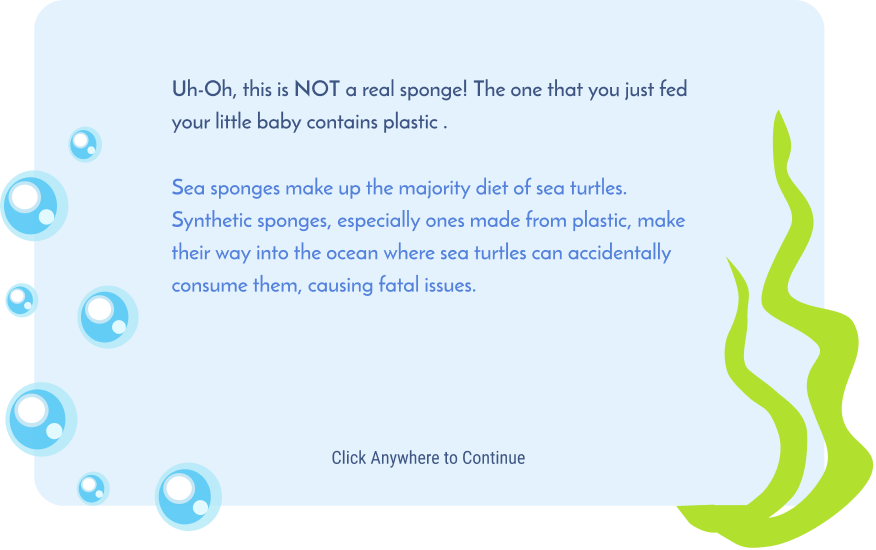 Uh-Oh, this is NOT a real sponge! The one that you just fed
your little baby contains plastic .
Sea sponges make up the majority diet of sea turtles.
Synthetic sponges, especially ones made from plastic, make
their way into the ocean where sea turtles can accidentally
consume them, causing fatal issues.
Click Anywhere to Continue